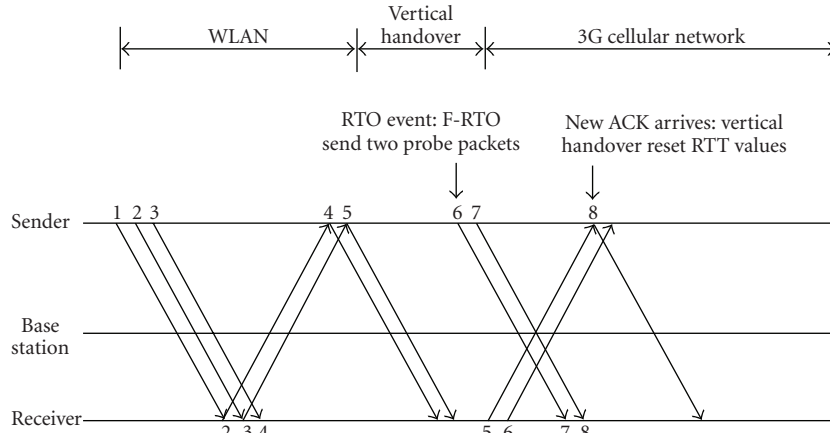 WLAN
Vertical
handover
3G cellular network
RTO event: F-RTO
send two probe packets
New ACK arrives: vertical
handover reset RTT values
Sender
1 2 3 4 5 6 7 8
Base
station
Receiver
2 3 4 5 6 7 8